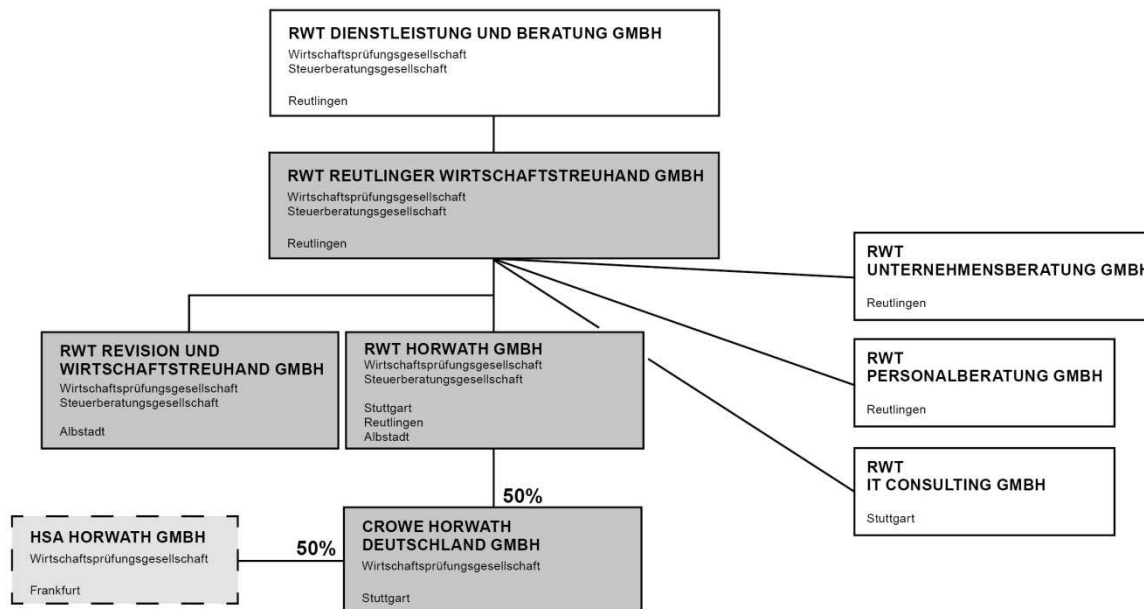 RWT DIENSTLEISTUNG UND BERATUNG GMBH
Wirtschaftsprüfungsgesellschaft
Steuerberatungsgesellschaft
Reutlingen
RWT REUTLINGER WIRTSCHAFTSTREUHAND GMBH
Wirtschaftsprüfungsgesellschaft
Steuerberatungsgesellschaft
Reutlingen
RWT
UNTERNEHMENSBERATUNG GMBH
Reutlingen
RWT REVISION UND
WIRTSCHAFTSTREUHAND GMBH
Wirtschaftsprüfungsgesellschaft
Steuerberatungsgesellschaft
Albstadt
RWT HORWATH GMBH
Wirtschaftsprüfungsgesellschaft
Steuerberatungsgesellschaft
Stuttgart
Reutlingen
Albstadt
RWT
PERSONALBERATUNG GMBH
Reutlingen
RWT
IT CONSULTING GMBH
Stuttgart
50%
HSA HORWATH GMBH
Wirtschaftsprüfungsgesellschaft
Frankfurt
50%
CROWE HORWATH
DEUTSCHLAND GMBH
Wirtschaftsprüfungsgesellschaft
Stuttgart